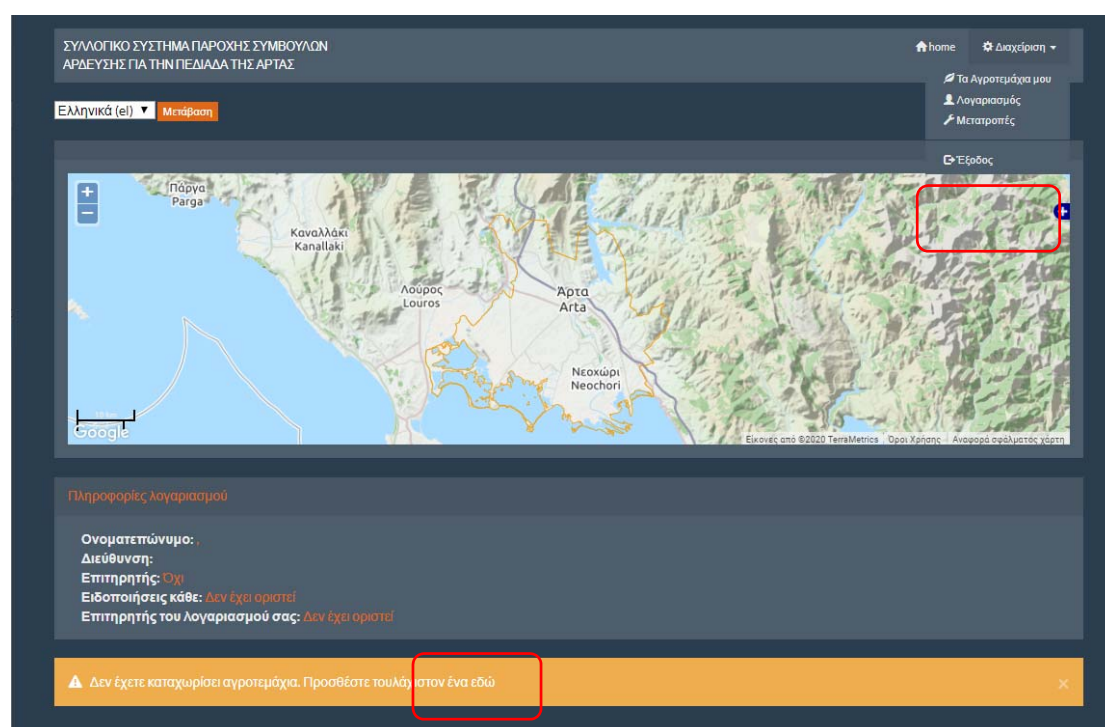 ΣΥΛΛΟΓΙΚΟ ΣΥΣΤΗΜΑ ΠΑΡΟΧΗΣ ΣΥΜΒΟΥΛΩΝ
ΑΡΔΕΥΣΗΣ ΓΙΑ ΤΗΝ ΠΕΔΙΑΔΑ ΤΗΣ ΑΡΤΑΣ
home Διαχείριση
Τα Αγροτεμάχια μου
Λογαριασμός
Μετατροπές
Έξοδος
Ελληνικά (el) Μετάβαση
+
−
Πάργα
Parga
Καναλλάκι
Kanallaki
Λούρος
Louros
Άρτα
Arta
Νεοχώρι
Neochori
10 km
Google
Εικόνες από ©2020 TerraMetrics Όροι Χρήσης Αναφορά σφάλματος χάρτη
Πληροφορίες λογαριασμού
Ονοματεπώνυμο: ,
Διεύθυνση:
Επιτηρητής: Όχι
Ειδοποιήσεις κάθε: Δεν έχει οριστεί
Επιτηρητής του λογαριασμού σας: Δεν έχει οριστεί
Δεν έχετε καταχωρίσει αγροτεμάχια. Προσθέστε τουλάχιστον ένα εδώ ×